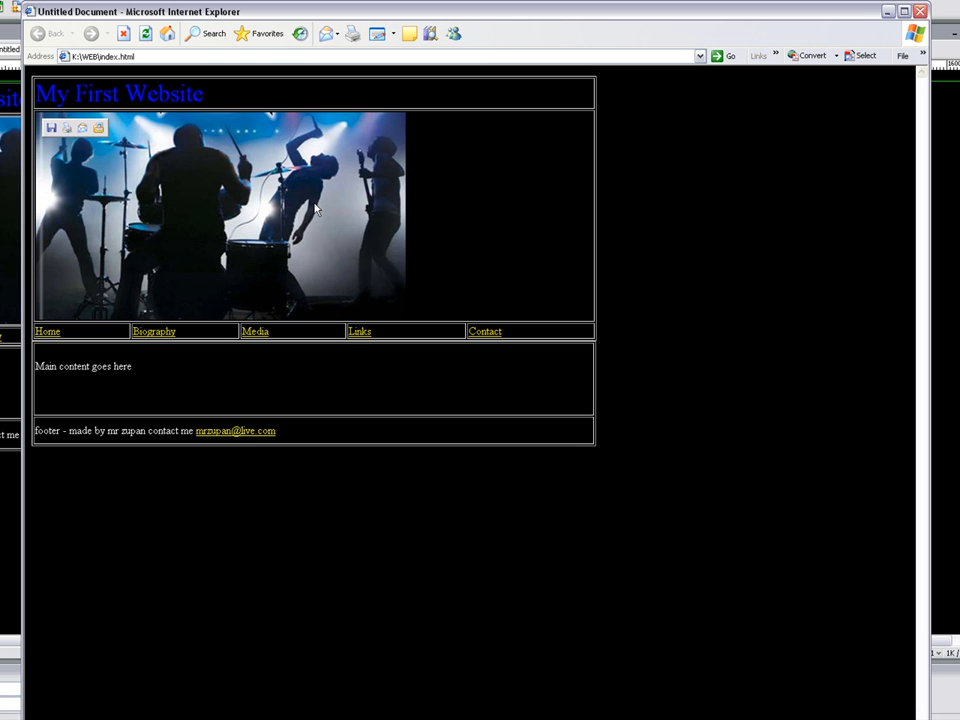 Untitled Document - Microsoft Internet Explorer
Back Search Favorites
Address K:\WEB\index.html Go Links » Convert Select File »
My First Website
Home Biography Media Links Contact
Main content goes here
footer - made by mr zupan contact me mrzupan@live.com